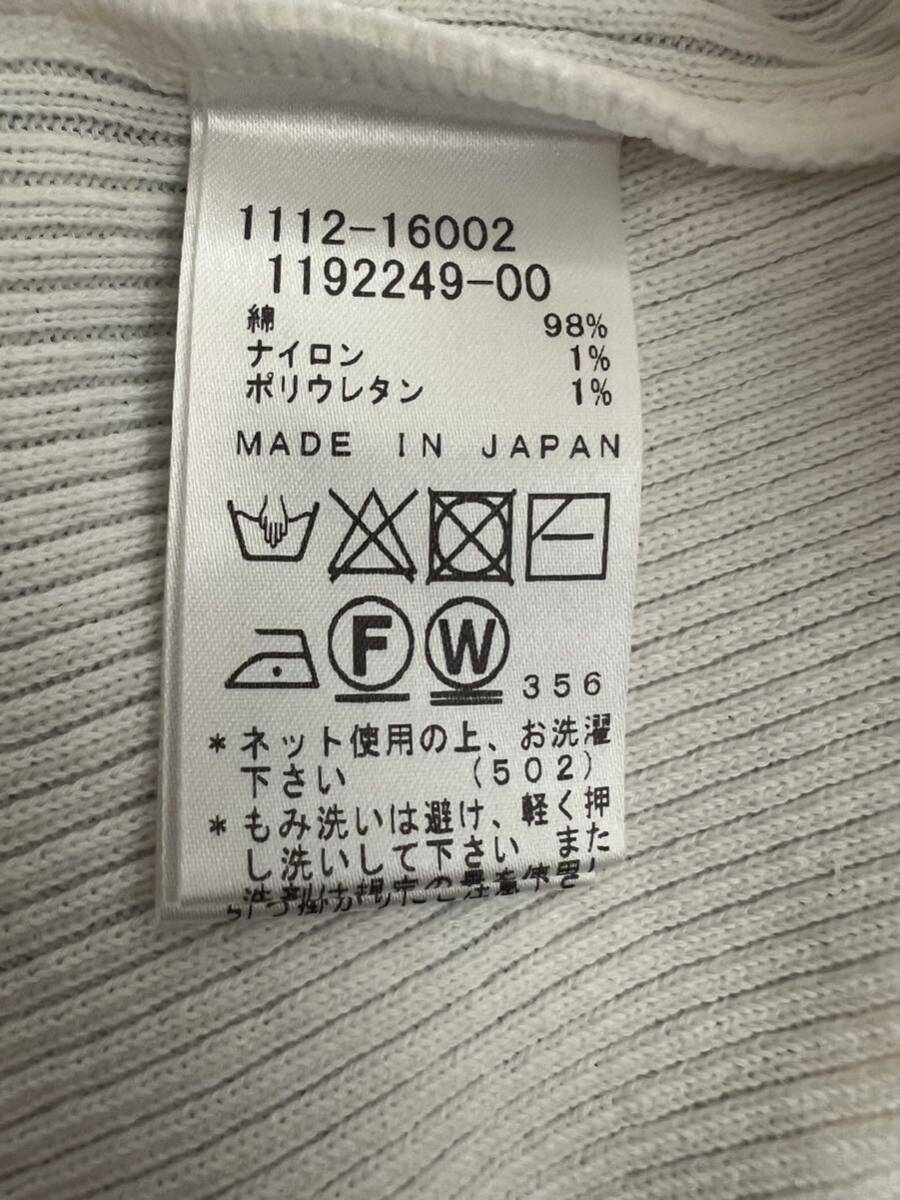 1112-16002
1192249-00
綿 98%
ナイロン 1%
ポリウレタン 1%
MADE IN JAPAN
F W 356
*ネット使用の上、お洗濯
下さい (502)
*もみ洗いは避け、軽く押
し洗いして下さい また